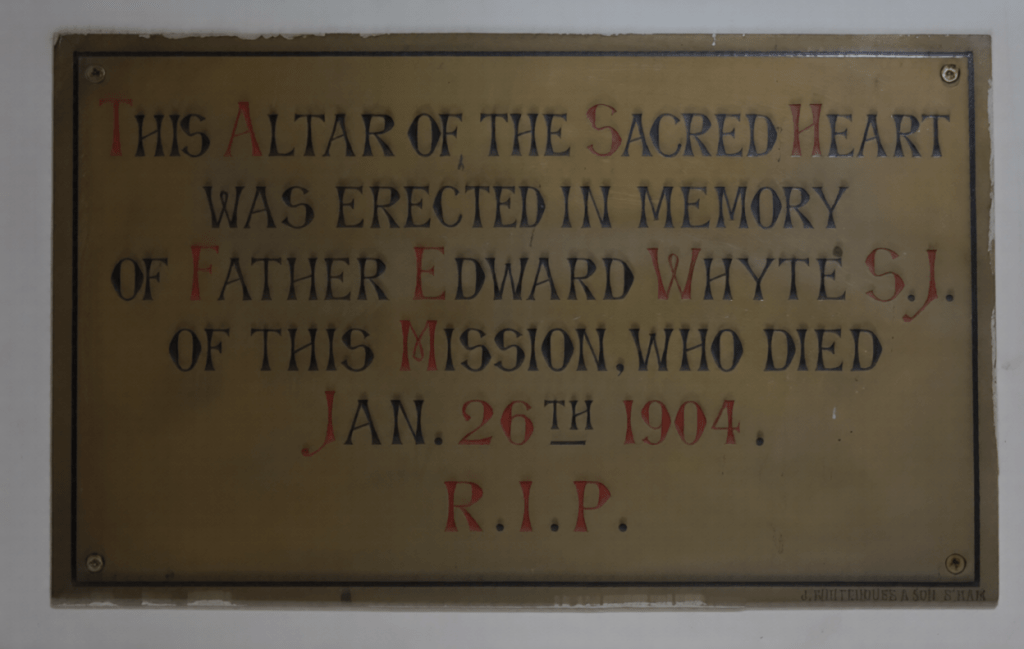 THIS ALTAR OF THE SACRED HEART
WAS ERECTED IN MEMORY
OF FATHER EDWARD WHYTE S.J.
OF THIS MISSION, WHO DIED
JAN. 26TH 1904.
R.I.P.
J. WHITEHOUSE & SON B'HAM